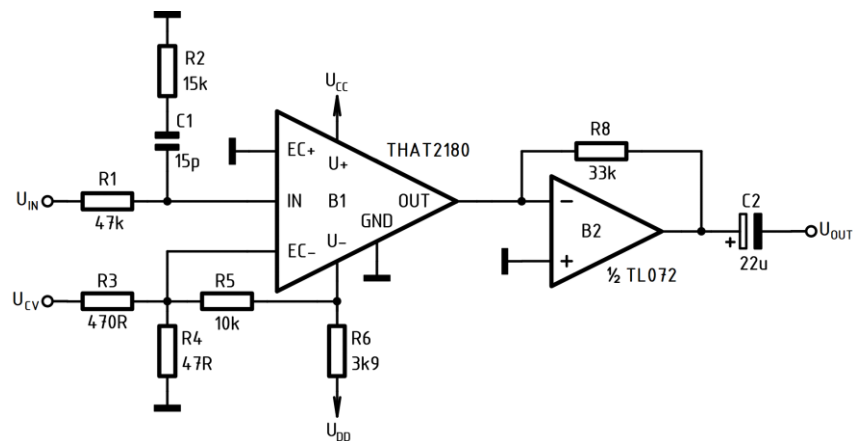 R2
15k
C1
15p
U_CC
THAT2180
EC+
U+
R8
33k
U_IN
R1
47k
IN
B1
OUT
GND
−
B2
+
½ TL072
C2
+
22u
U_OUT
EC−
U−
U_CV
R3
470R
R5
10k
R4
47R
R6
3k9
U_DD